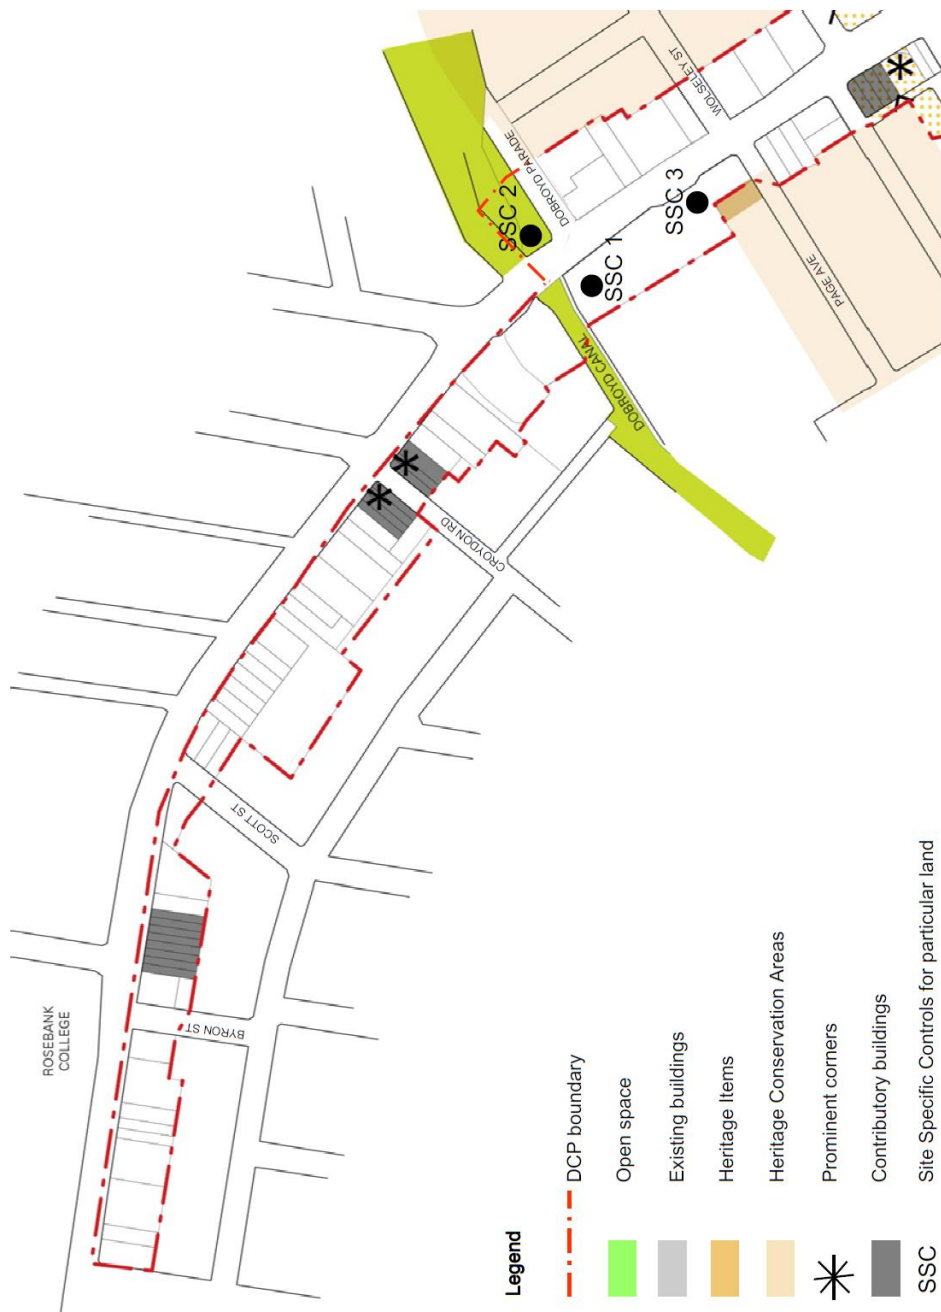 WOLSELEY ST
DOBROYD PARADE
SSC 2
SSC 3
SSC 1
PAGE AVE
DOBROYD CANAL
CROYDON RD
SCOTT ST
BYRON ST
ROSEBANK
COLLEGE
Legend
DCP boundary
Open space
Existing buildings
Heritage Items
Heritage Conservation Areas
Prominent corners
Contributory buildings
SSC Site Specific Controls for particular land